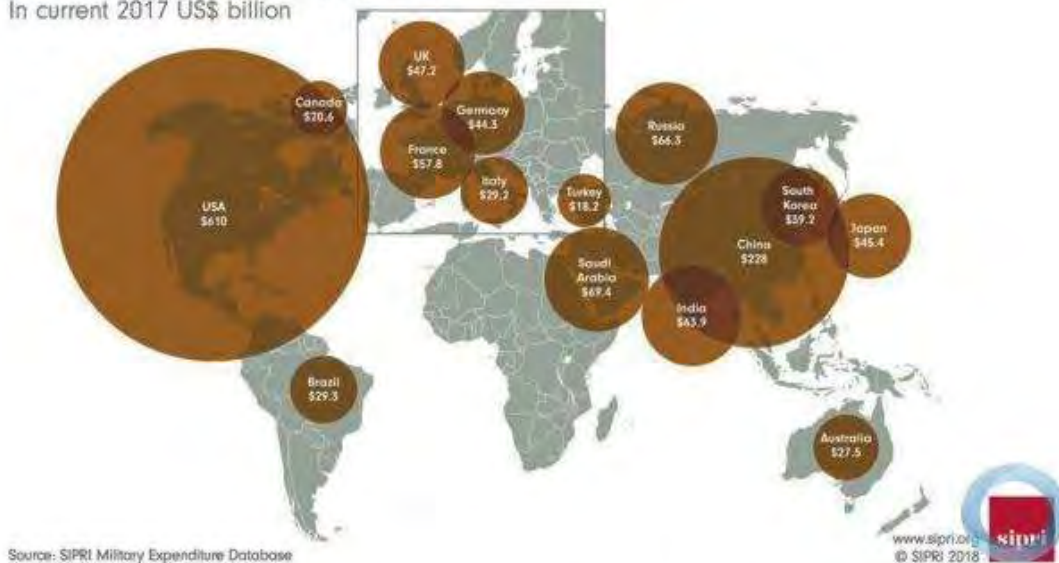 In current 2017 US$ billion
UK
$47.2
Canada
$20.6
Germany
$44.3
France
$57.8
Italy
$29.2
Turkey
$18.2
Russia
$66.3
USA
$610
South
Korea
$39.2
Japan
$45.4
China
$228
Saudi
Arabia
$69.4
India
$63.9
Brazil
$29.3
Australia
$27.5
Source: SIPRI Military Expenditure Database
www.sipri.org
© SIPRI 2018
sipri